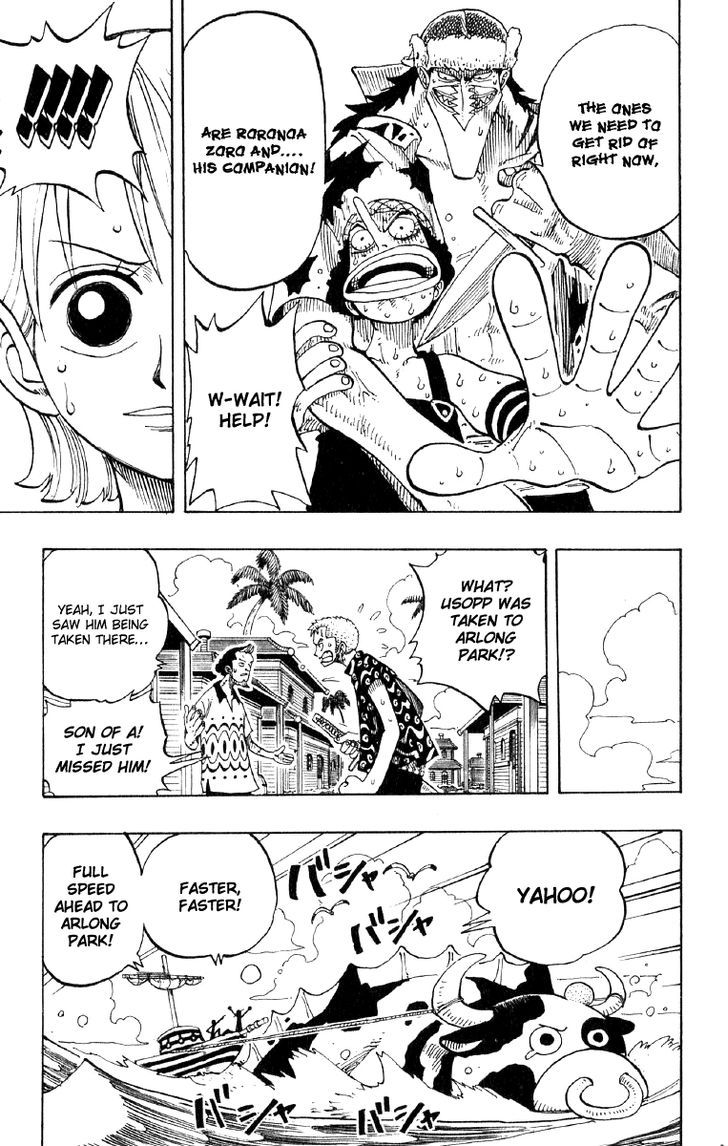 THE ONES
WE NEED TO
GET RID OF
RIGHT NOW,
ARE RORONOA
ZORO AND....
HIS COMPANION!
W-WAIT!
HELP!
!!!!
WHAT?
USOPP WAS
TAKEN TO
ARLONG
PARK!?
YEAH, I JUST
SAW HIM BEING
TAKEN THERE...
SON OF A!
I JUST
MISSED HIM!
YAHOO!
バシャ
バシャ
FASTER,
FASTER!
FULL
SPEED
AHEAD TO
ARLONG
PARK!
バシャ
バシャ